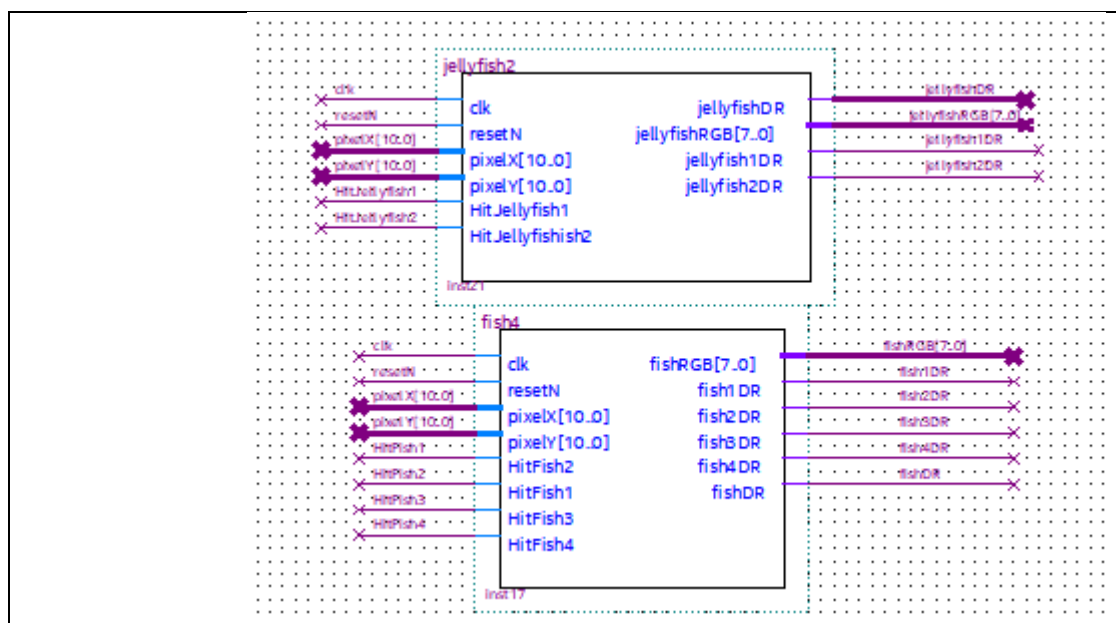 jellyfish2
clk
resetN
pixelX[10..0]
pixelY[10..0]
HitJellyfish1
HitJellyfish2
clk
resetN
pixelX[10..0]
pixelY[10..0]
HitJellyfish1
HitJellyfishish2
jellyfishDR
jellyfishRGB[7..0]
jellyfish1DR
jellyfish2DR
jellyfishDR
jellyfishRGB[7..0]
jellyfish1DR
jellyfish2DR
inst21
fish4
clk
resetN
pixelX[10..0]
pixelY[10..0]
HitFish1
HitFish2
HitFish3
HitFish4
clk
resetN
pixelX[10..0]
pixelY[10..0]
HitFish2
HitFish1
HitFish3
HitFish4
fishRGB[7..0]
fish1DR
fish2DR
fish3DR
fish4DR
fishDR
fishRGB[7..0]
fish1DR
fish2DR
fish3DR
fish4DR
fishDR
inst17